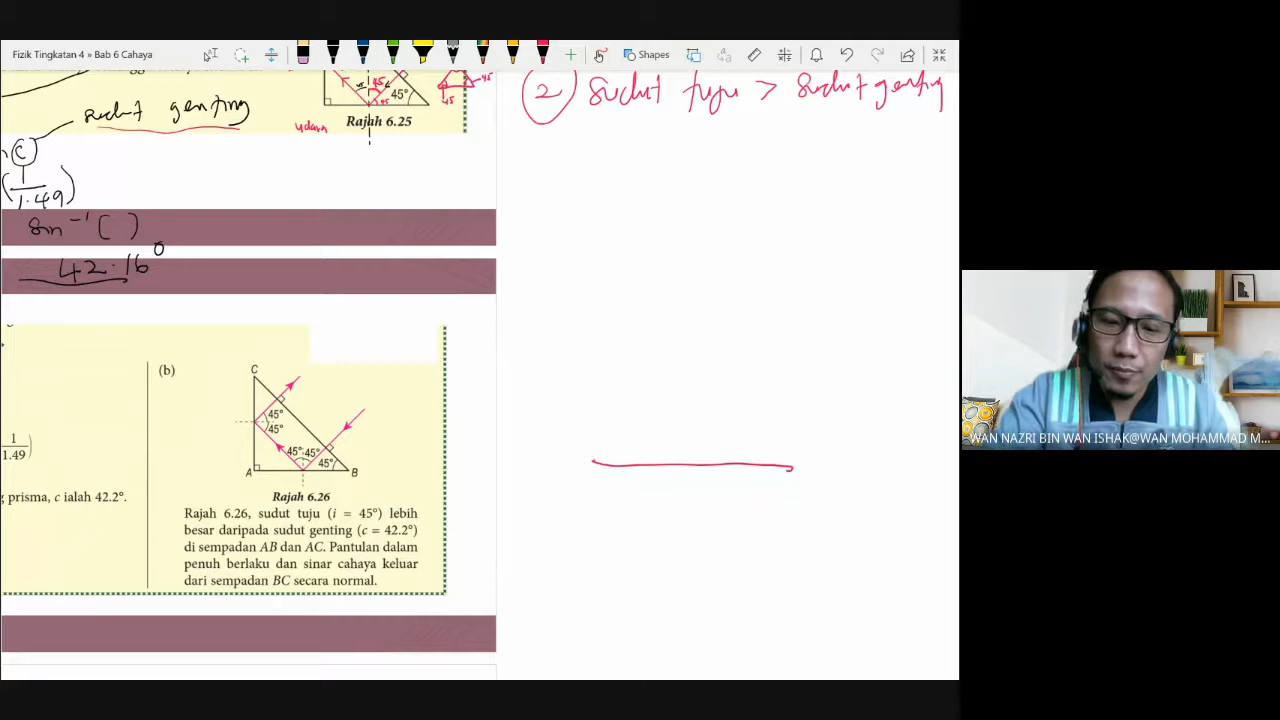 Fizik Tingkatan 4 » Bab 6 Cahaya
Shapes
sudut genting
45
45°
45
45
45
udara
Rajah 6.25
c
(1/1.49)
sin⁻¹ ( )
42.16°
2 Sudut tuju > Sudut genting
(b)
C
45°
45°
45° 45°
45°
A
B
Rajah 6.26
1
1.49
g prisma, c ialah 42.2°.
Rajah 6.26, sudut tuju (i = 45°) lebih
besar daripada sudut genting (c = 42.2°)
di sempadan AB dan AC. Pantulan dalam
penuh berlaku dan sinar cahaya keluar
dari sempadan BC secara normal.
WAN NAZRI BIN WAN ISHAK@WAN MOHAMMAD M...